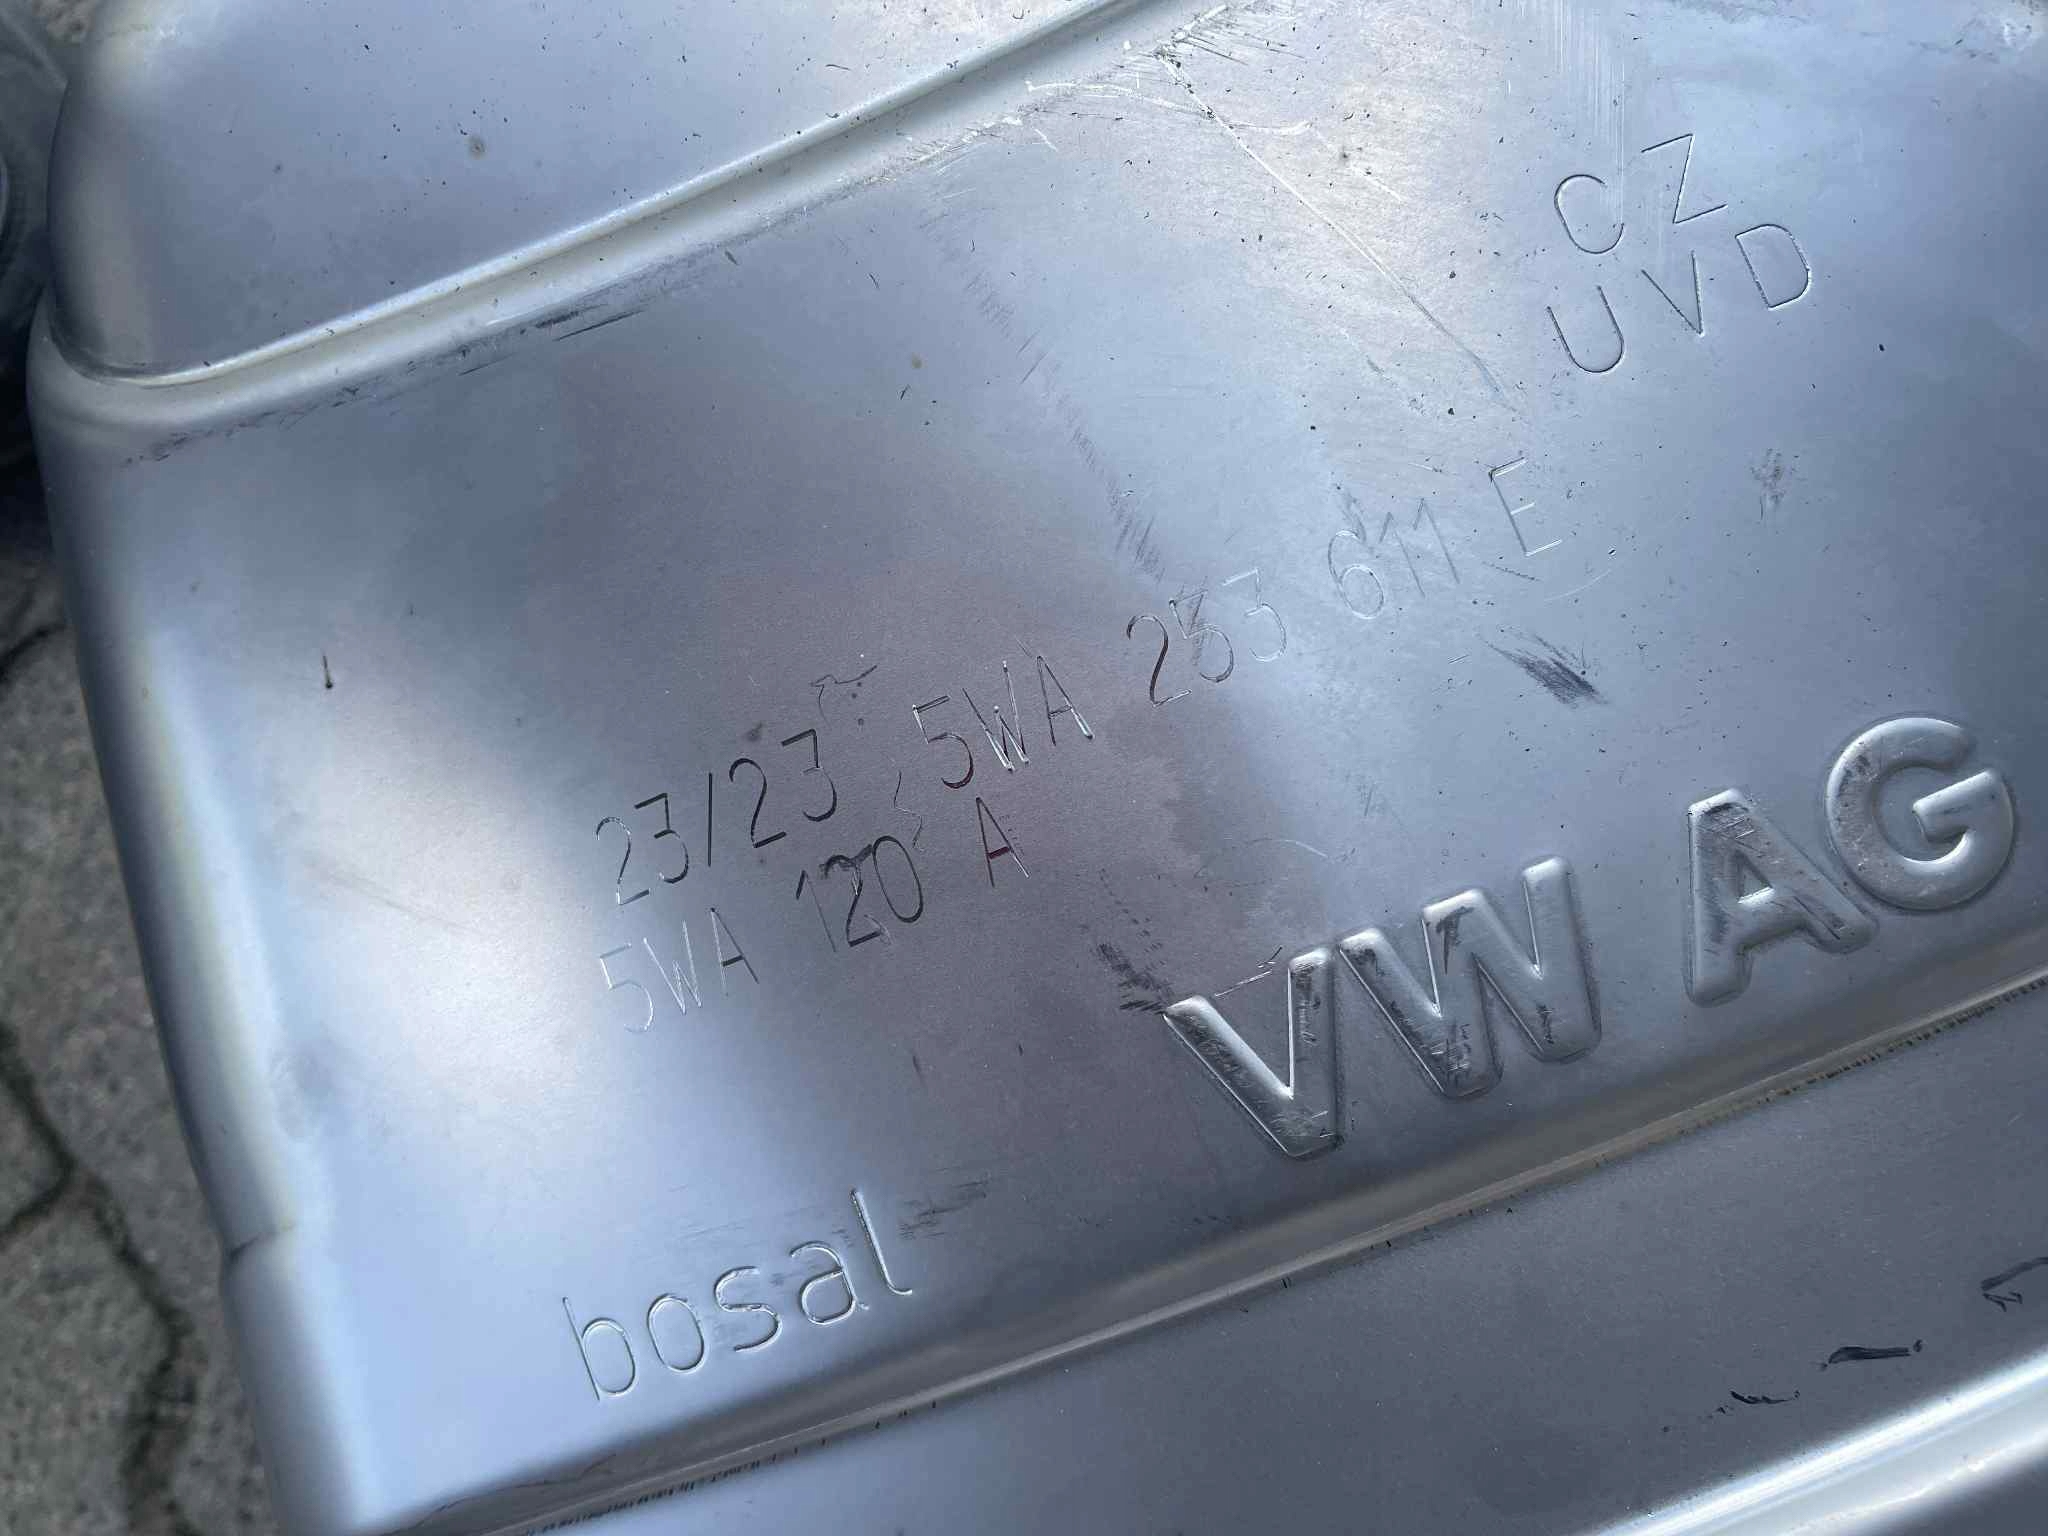 CZ
UVD
23/23 5WA 253 611 E
5WA 120 A
VW AG
bosal